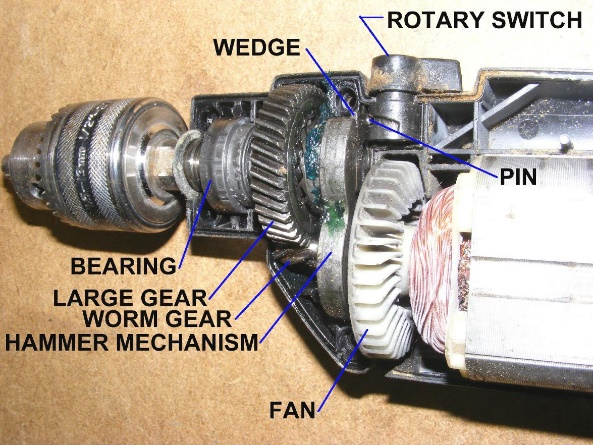 ROTARY SWITCH
WEDGE
PIN
BEARING
LARGE GEAR
WORM GEAR
HAMMER MECHANISM
FAN